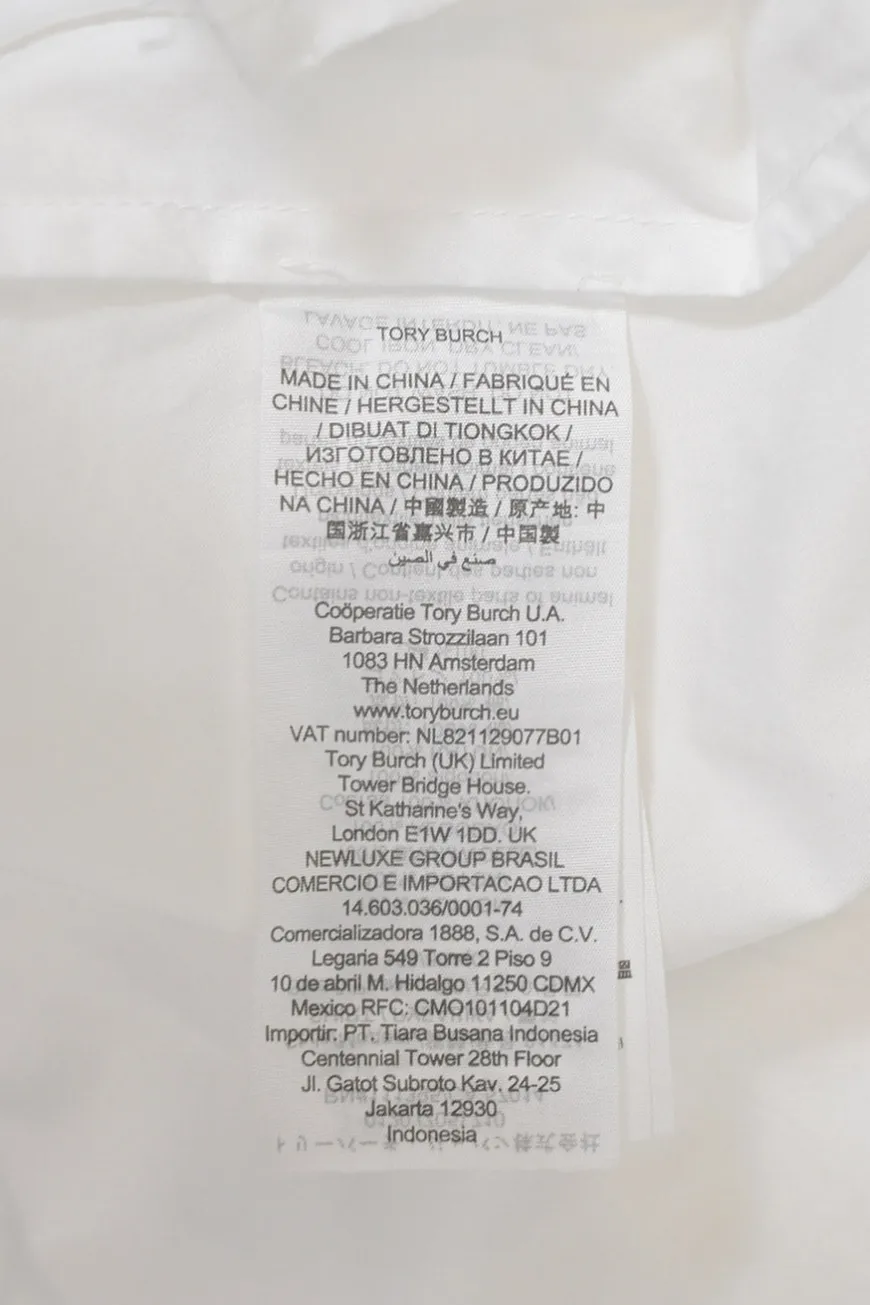 TORY BURCH
MADE IN CHINA / FABRIQUÉ EN
CHINE / HERGESTELLT IN CHINA
/ DIBUAT DI TIONGKOK /
ИЗГОТОВЛЕНО В КИТАЕ /
HECHO EN CHINA / PRODUZIDO
NA CHINA / 中國製造 / 原产地: 中
国浙江省嘉兴市 / 中国製
صنع في الصين
Coöperatie Tory Burch U.A.
Barbara Strozzilaan 101
1083 HN Amsterdam
The Netherlands
www.toryburch.eu
VAT number: NL821129077B01
Tory Burch (UK) Limited
Tower Bridge House.
St Katharine's Way,
London E1W 1DD. UK
NEWLUXE GROUP BRASIL
COMERCIO E IMPORTACAO LTDA
14.603.036/0001-74
Comercializadora 1888, S.A. de C.V.
Legaria 549 Torre 2 Piso 9
10 de abril M. Hidalgo 11250 CDMX
Mexico RFC: CMO101104D21
Importir: PT. Tiara Busana Indonesia
Centennial Tower 28th Floor
Jl. Gatot Subroto Kav. 24-25
Jakarta 12930
Indonesia